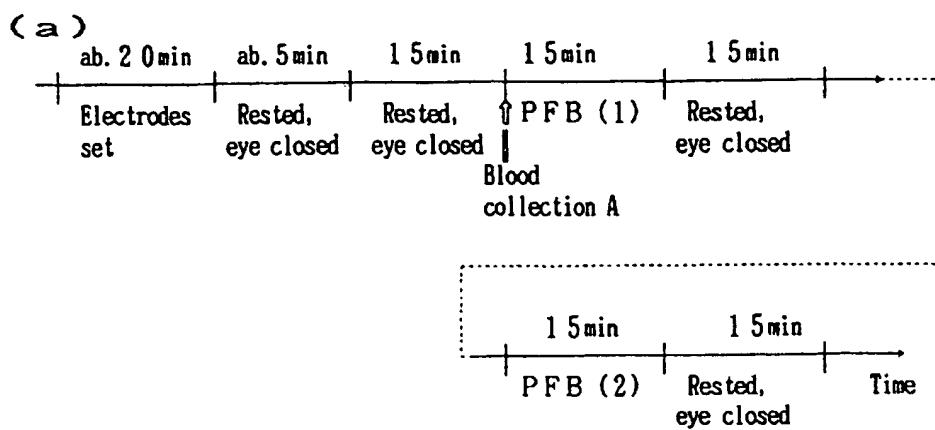 (a)
ab. 20min ab. 5min 15min 15min 15min
Electrodes Rested, Rested, PFB (1) Rested,
set eye closed eye closed eye closed
Blood
collection A
15min 15min
PFB (2) Rested, Time
eye closed